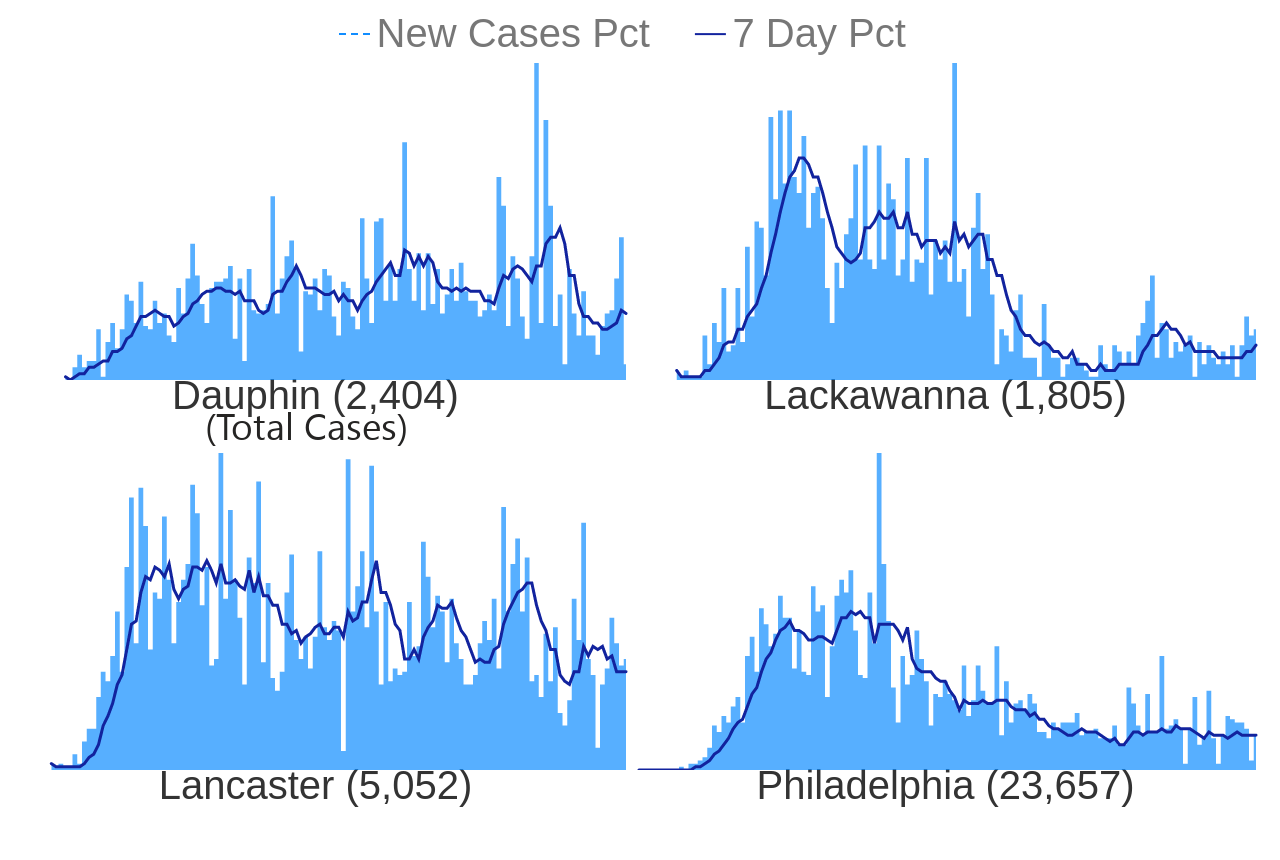 New Cases Pct 7 Day Pct
Dauphin (2,404) Lackawanna (1,805)
(Total Cases)
Lancaster (5,052) Philadelphia (23,657)